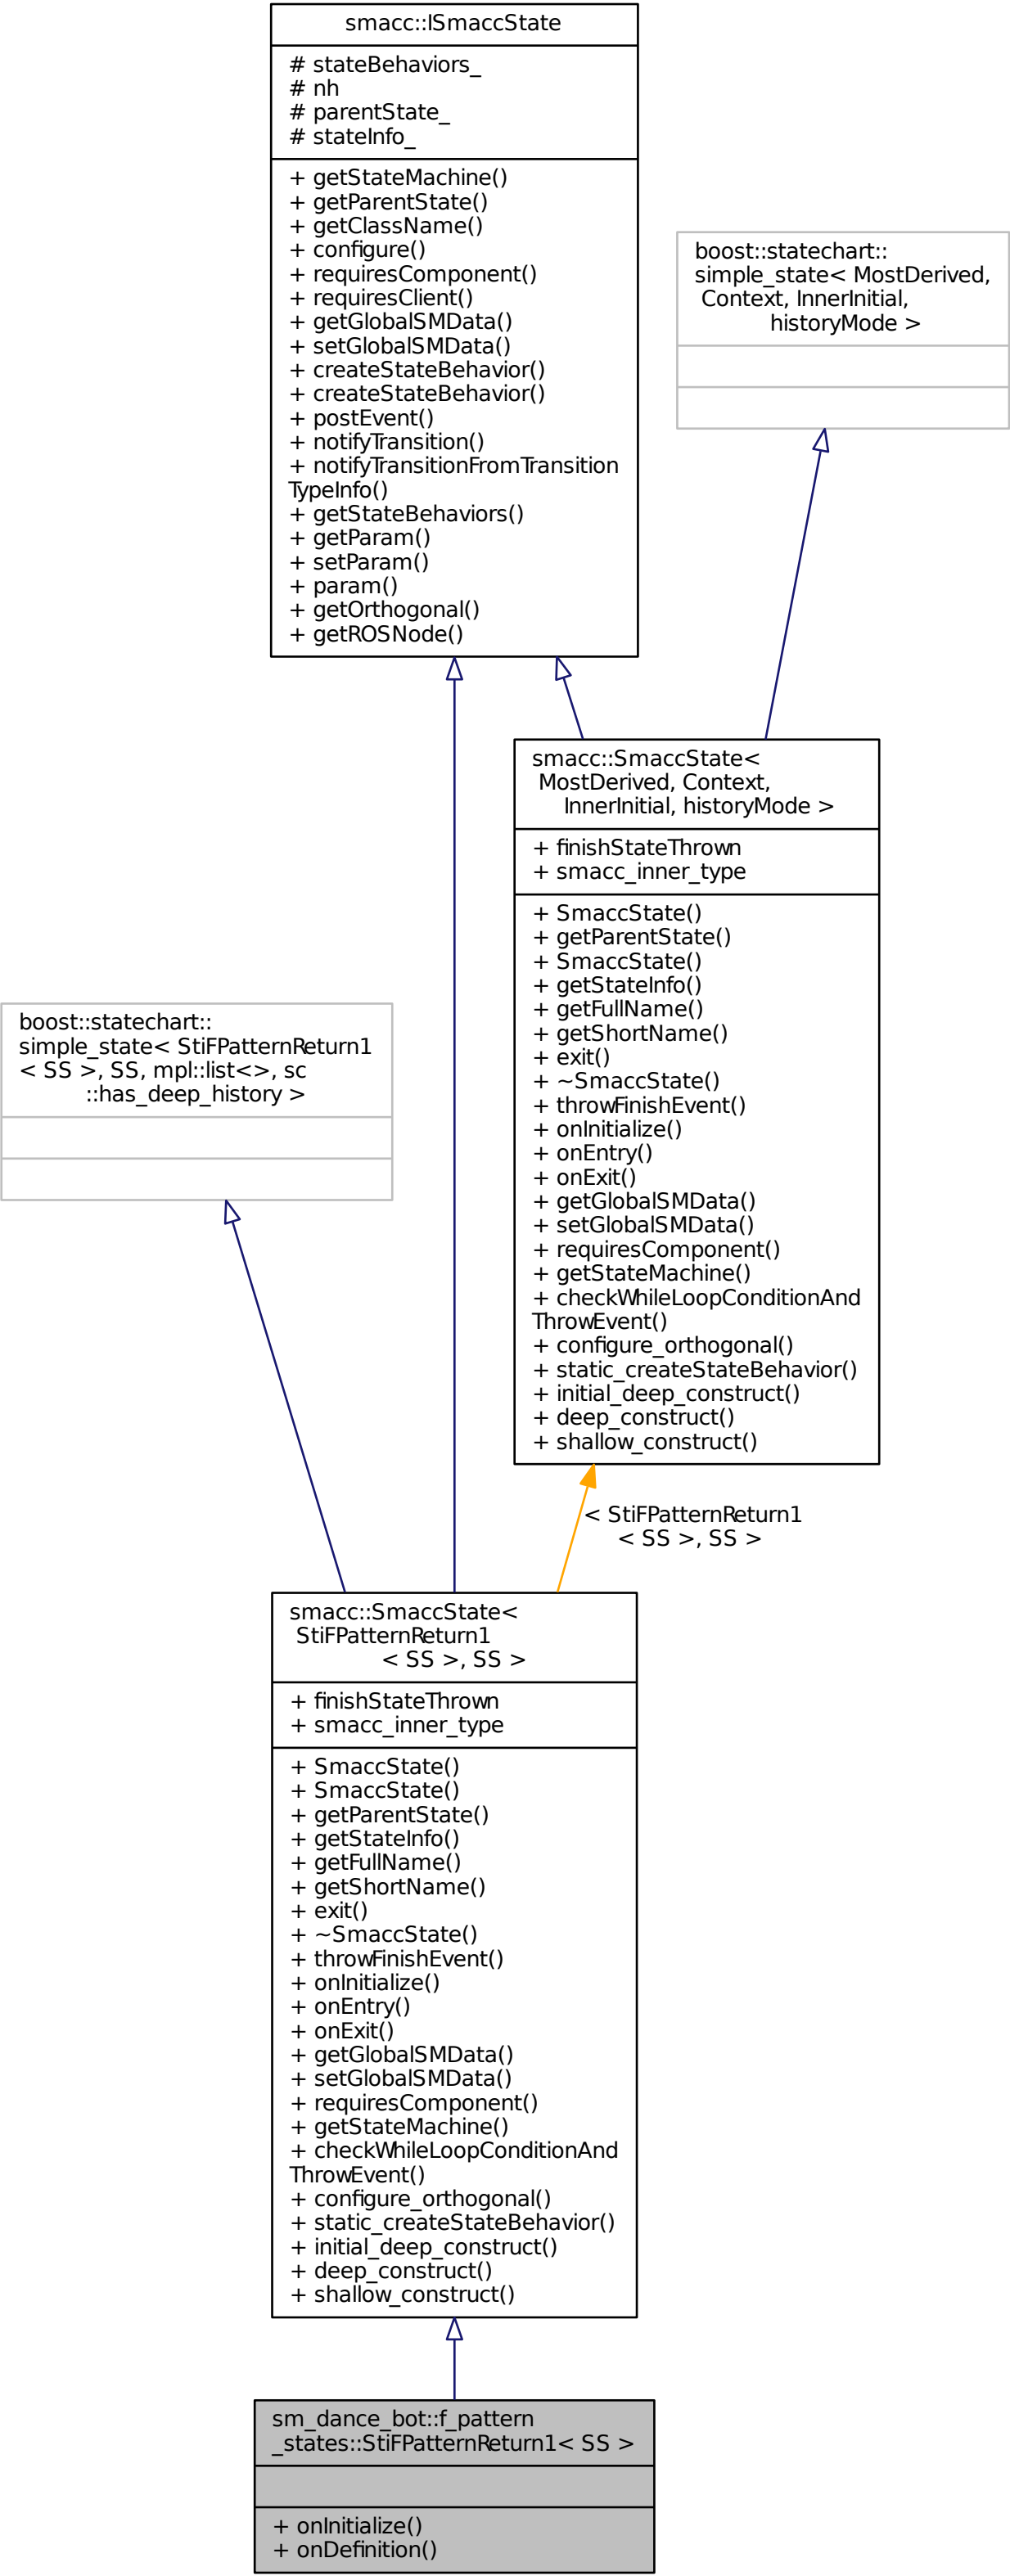 smacc::ISmaccState
# stateBehaviors_
# nh
# parentState_
# stateInfo_
+ getStateMachine()
+ getParentState()
+ getClassName()
+ configure()
+ requiresComponent()
+ requiresClient()
+ getGlobalSMData()
+ setGlobalSMData()
+ createStateBehavior()
+ createStateBehavior()
+ postEvent()
+ notifyTransition()
+ notifyTransitionFromTransition
TypeInfo()
+ getStateBehaviors()
+ getParam()
+ setParam()
+ param()
+ getOrthogonal()
+ getROSNode()
boost::statechart::
simple_state< MostDerived,
Context, InnerInitial,
historyMode >
smacc::SmaccState<
MostDerived, Context,
InnerInitial, historyMode >
+ finishStateThrown
+ smacc_inner_type
+ SmaccState()
+ getParentState()
+ SmaccState()
+ getStateInfo()
+ getFullName()
+ getShortName()
+ exit()
+ ~SmaccState()
+ throwFinishEvent()
+ onInitialize()
+ onEntry()
+ onExit()
+ getGlobalSMData()
+ setGlobalSMData()
+ requiresComponent()
+ getStateMachine()
+ checkWhileLoopConditionAnd
ThrowEvent()
+ configure_orthogonal()
+ static_createStateBehavior()
+ initial_deep_construct()
+ deep_construct()
+ shallow_construct()
boost::statechart::
simple_state< StiFPatternReturn1
< SS >, SS, mpl::list<>, sc
::has_deep_history >
< StiFPatternReturn1
< SS >, SS >
smacc::SmaccState<
StiFPatternReturn1
< SS >, SS >
+ finishStateThrown
+ smacc_inner_type
+ SmaccState()
+ SmaccState()
+ getParentState()
+ getStateInfo()
+ getFullName()
+ getShortName()
+ exit()
+ ~SmaccState()
+ throwFinishEvent()
+ onInitialize()
+ onEntry()
+ onExit()
+ getGlobalSMData()
+ setGlobalSMData()
+ requiresComponent()
+ getStateMachine()
+ checkWhileLoopConditionAnd
ThrowEvent()
+ configure_orthogonal()
+ static_createStateBehavior()
+ initial_deep_construct()
+ deep_construct()
+ shallow_construct()
sm_dance_bot::f_pattern
_states::StiFPatternReturn1< SS >
+ onInitialize()
+ onDefinition()